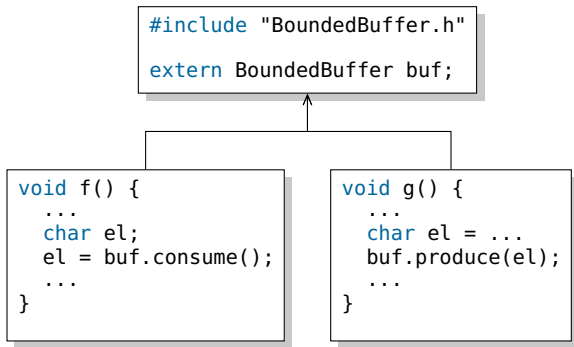 #include "BoundedBuffer.h"
extern BoundedBuffer buf;
void f() {
  ...
  char el;
  el = buf.consume();
  ...
}
void g() {
  ...
  char el = ...
  buf.produce(el);
  ...
}